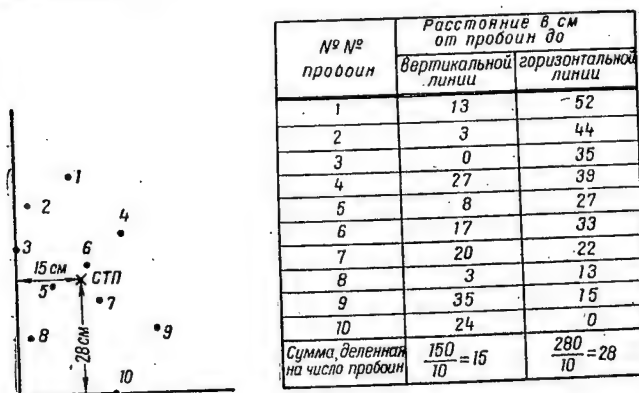 1
2
4
3
6
15 см
СТП
5
7
9
8
28 см
10
№ №
пробоин
Расстояние в см
от пробоин до
вертикальной
линии
горизонтальной
линии
1 13 52
2 3 44
3 0 35
4 27 39
5 8 27
6 17 33
7 20 22
8 3 13
9 35 15
10 24 0
Сумма, деленная
на число пробоин
150/10 = 15
280/10 = 28